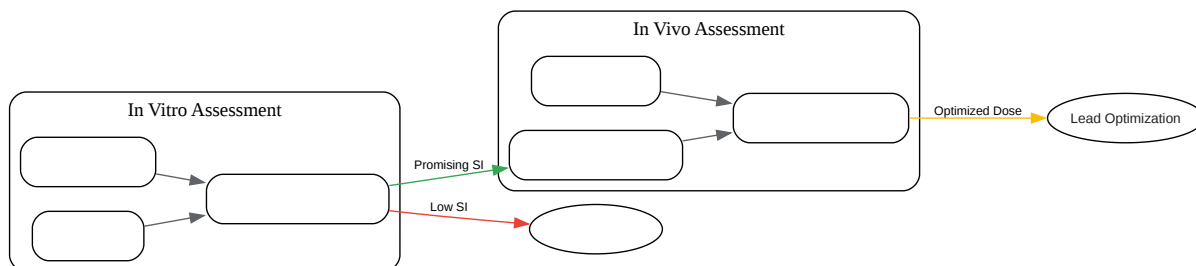 In Vivo Assessment
In Vitro Assessment
Optimized Dose
Lead Optimization
Promising SI
Low SI